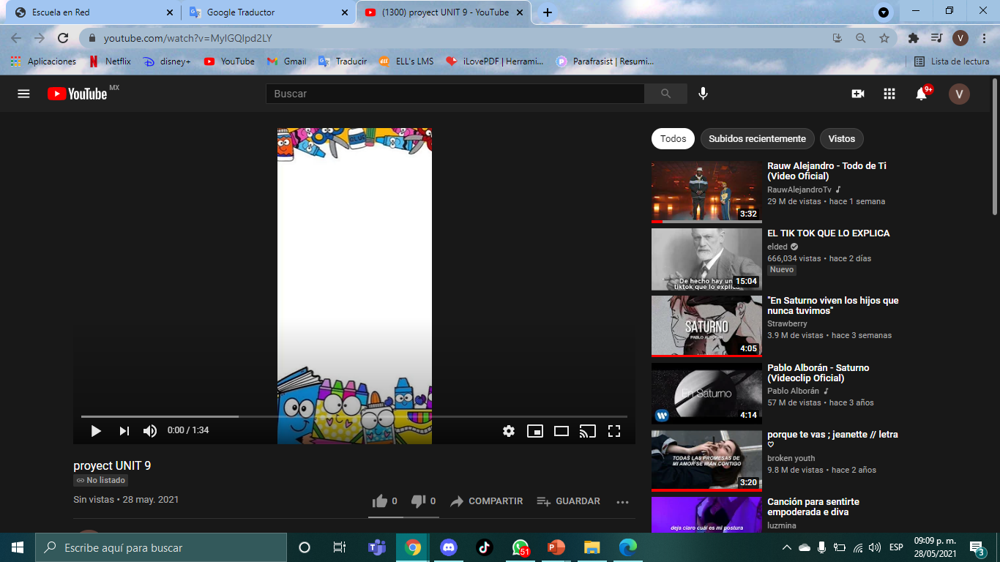 Escuela en Red
Google Traductor
(1300) proyect UNIT 9 - YouTube
youtube.com/watch?v=MyIGQIpd2LY
V
Aplicaciones
Netflix
disney+
YouTube
Gmail
Traducir
ELL's LMS
iLovePDF | Herrami...
Parafrasist | Resumi...
Lista de lectura
YouTube MX
Buscar
9+
V
GLUE
0:00 / 1:34
proyect UNIT 9
No listado
Sin vistas • 28 may. 2021
0
0
COMPARTIR
GUARDAR
Todos
Subidos recientemente
Vistos
3:32
Rauw Alejandro - Todo de Ti
(Video Oficial)
RauwAlejandroTv
29 M de vistas • hace 1 semana
De hecho hay un
tiktok que lo explica
15:04
EL TIK TOK QUE LO EXPLICA
elded
666,034 vistas • hace 2 días
Nuevo
SATURNO
PABLO ALBORÁN
4:05
"En Saturno viven los hijos que
nunca tuvimos"
Strawberry
3.9 M de vistas • hace 3 semanas
En Saturno
4:14
Pablo Alborán - Saturno
(Videoclip Oficial)
Pablo Alborán
57 M de vistas • hace 3 años
TODAS LAS PROMESAS DE
MI AMOR SE IRÁN CONTIGO
3:20
porque te vas ; jeanette // letra
♡
broken youth
9.8 M de vistas • hace 2 años
deja claro cuál es mi postura
Canción para sentirte
empoderada e diva
luzmina
Escribe aquí para buscar
51
ESP
09:09 p. m.
28/05/2021
3